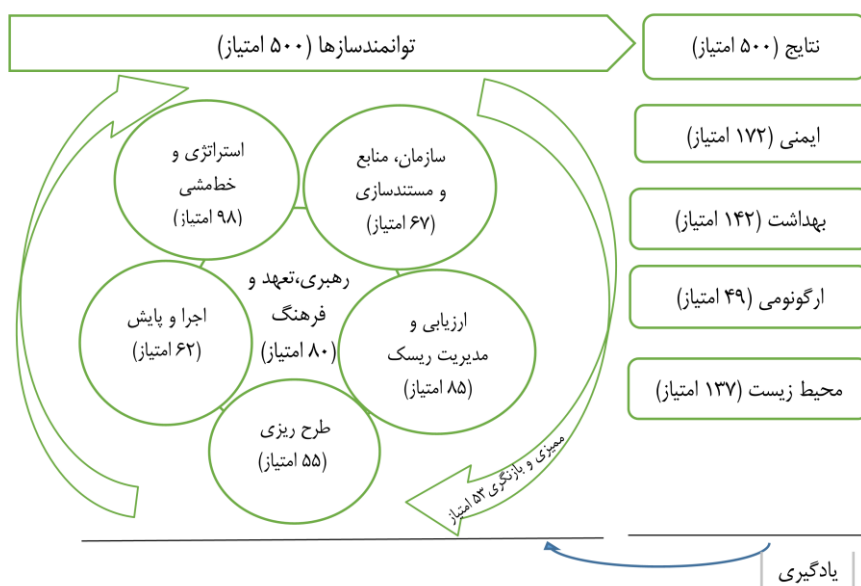 نتایج (۵۰۰ امتیاز)
توانمندسازها (۵۰۰ امتیاز)
ایمنی (۱۷۲ امتیاز)
بهداشت (۱۴۲ امتیاز)
ارگونومی (۴۹ امتیاز)
محیط زیست (۱۳۷ امتیاز)
سازمان، منابع
و مستندسازی
(۶۷ امتیاز)
استراتژی و
خط‌مشی
(۹۸ امتیاز)
رهبری،تعهد و
فرهنگ
(۸۰ امتیاز)
ارزیابی و
مدیریت ریسک
(۸۵ امتیاز)
اجرا و پایش
(۶۲ امتیاز)
طرح ریزی
(۵۵ امتیاز)
ممیزی و بازنگری۵۳ امتیاز
یادگیری